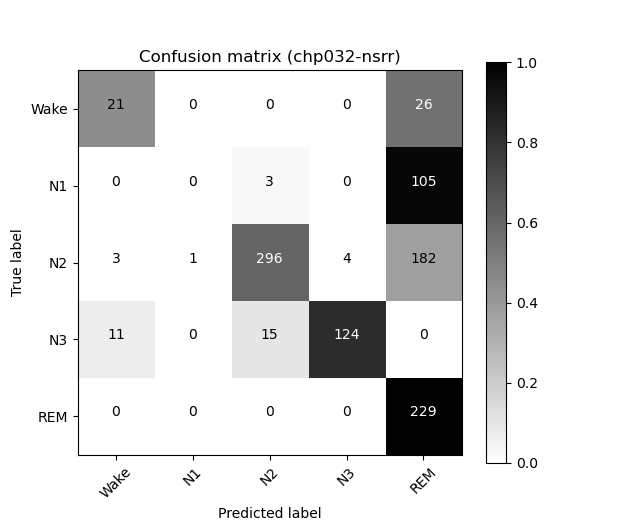 Confusion matrix (chp032-nsrr)
True label
Wake 21 0 0 0 26
N1 0 0 3 0 105
N2 3 1 296 4 182
N3 11 0 15 124 0
REM 0 0 0 0 229
Wake N1 N2 N3 REM
Predicted label
1.0
0.8
0.6
0.4
0.2
0.0